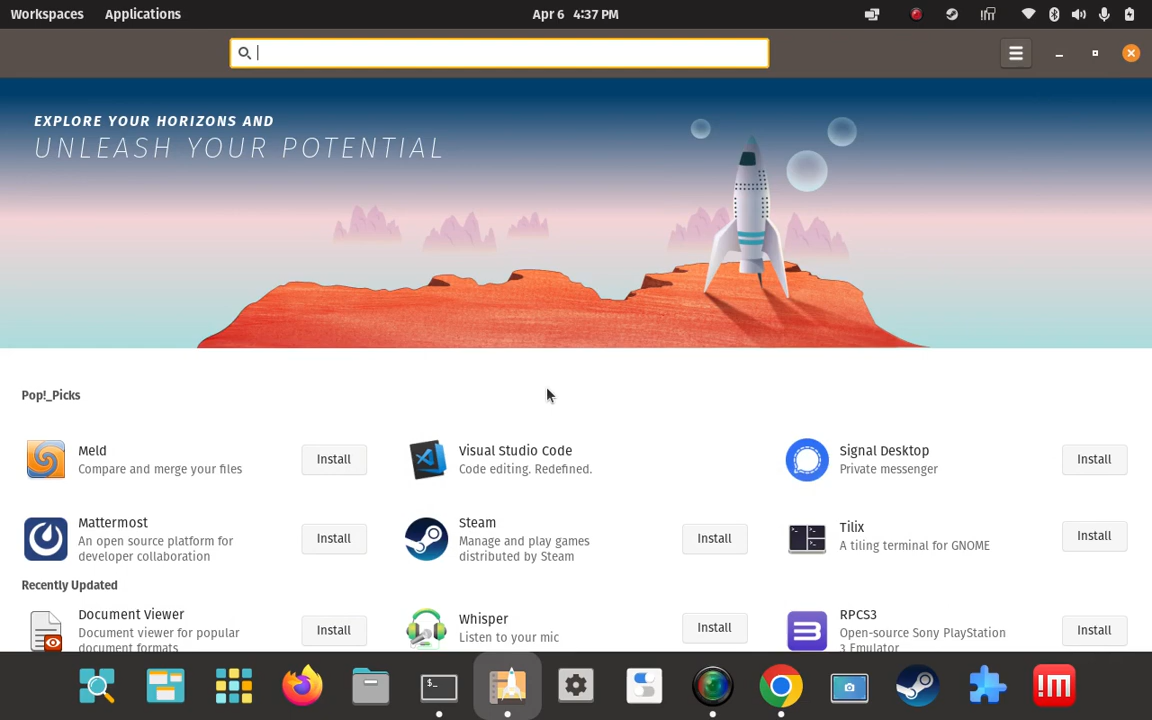 Workspaces Applications Apr 6 4:37 PM
EXPLORE YOUR HORIZONS AND
UNLEASH YOUR POTENTIAL
Pop!_Picks
Meld
Compare and merge your files
Install
Visual Studio Code
Code editing. Redefined.
Signal Desktop
Private messenger
Install
Mattermost
An open source platform for
developer collaboration
Install
Steam
Manage and play games
distributed by Steam
Install
Tilix
A tiling terminal for GNOME
Install
Recently Updated
Document Viewer
Document viewer for popular
document formats
Install
Whisper
Listen to your mic
Install
RPCS3
Open-source Sony PlayStation
3 Emulator
Install